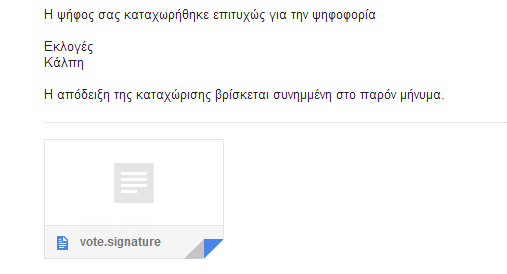 Η ψήφος σας καταχωρήθηκε επιτυχώς για την ψηφοφορία
Εκλογές
Κάλπη
Η απόδειξη της καταχώρισης βρίσκεται συνημμένη στο παρόν μήνυμα.
vote.signature